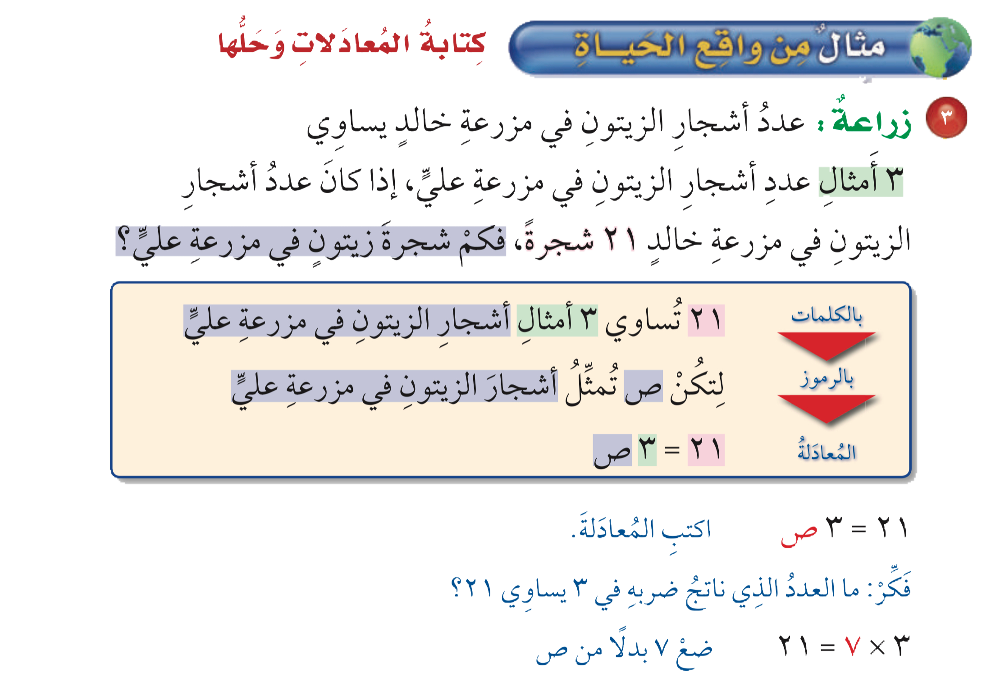 مثالٌ مِن واقِعِ الحَيـاةِ كِتابةُ المُعادَلاتِ وَحَلُّها
٣ زراعةٌ: عددُ أشجارِ الزيتونِ في مزرعةِ خالدٍ يساوِي
٣ أَمثالِ عددِ أشجارِ الزيتونِ في مزرعةِ عليٍّ، إذا كانَ عددُ أشجارِ
الزيتونِ في مزرعةِ خالدٍ ٢١ شجرةً، فكمْ شجرةَ زيتونٍ في مزرعةِ عليٍّ؟
بالكلمات ٢١ تُساوي ٣ أمثالِ أشجارِ الزيتونِ في مزرعةِ عليٍّ
بالرموز لِتكُنْ ص تُمثِّلُ أشجارَ الزيتونِ في مزرعةِ عليٍّ
المُعادَلةُ ٢١ = ٣ ص
٢١ = ٣ ص اكتبِ المُعادَلةَ.
فَكِّرْ: ما العددُ الذِي ناتجُ ضربهِ في ٣ يساوِي ٢١؟
٣ × ٧ = ٢١ ضعْ ٧ بدلًا من ص